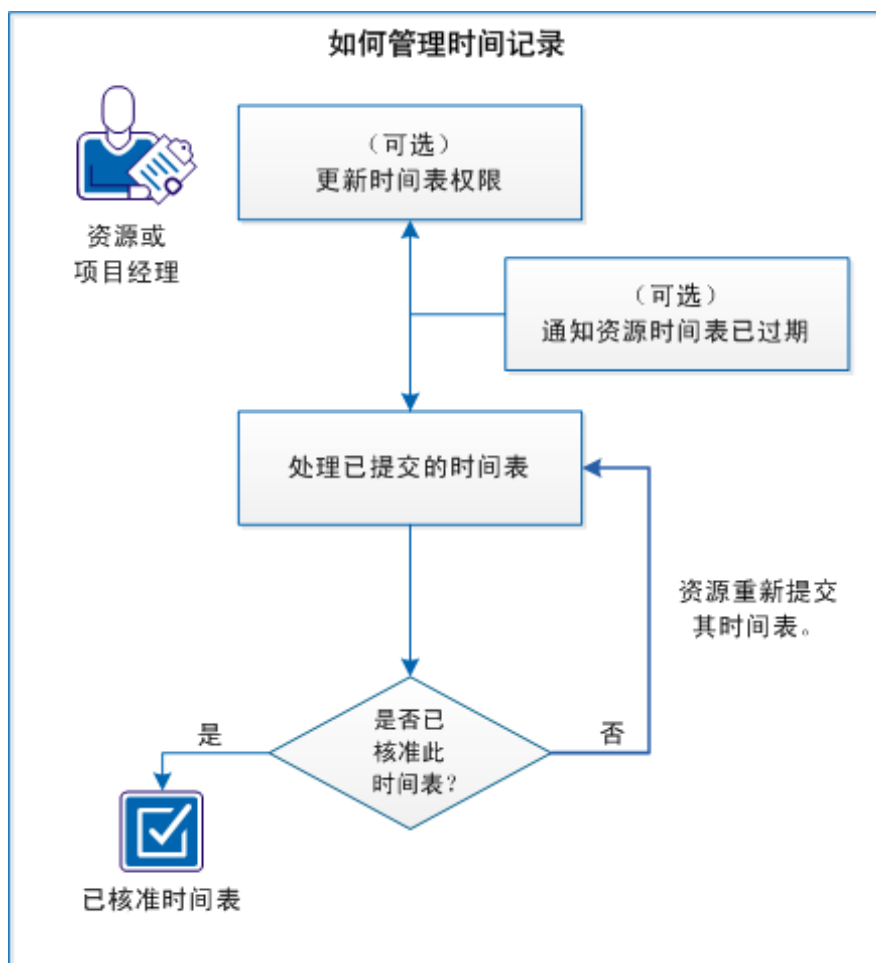 如何管理时间记录
资源或
项目经理
（可选）
更新时间表权限
（可选）
通知资源时间表已过期
处理已提交的时间表
资源重新提交
其时间表。
是否已
核准此
时间表？
是
否
已核准时间表